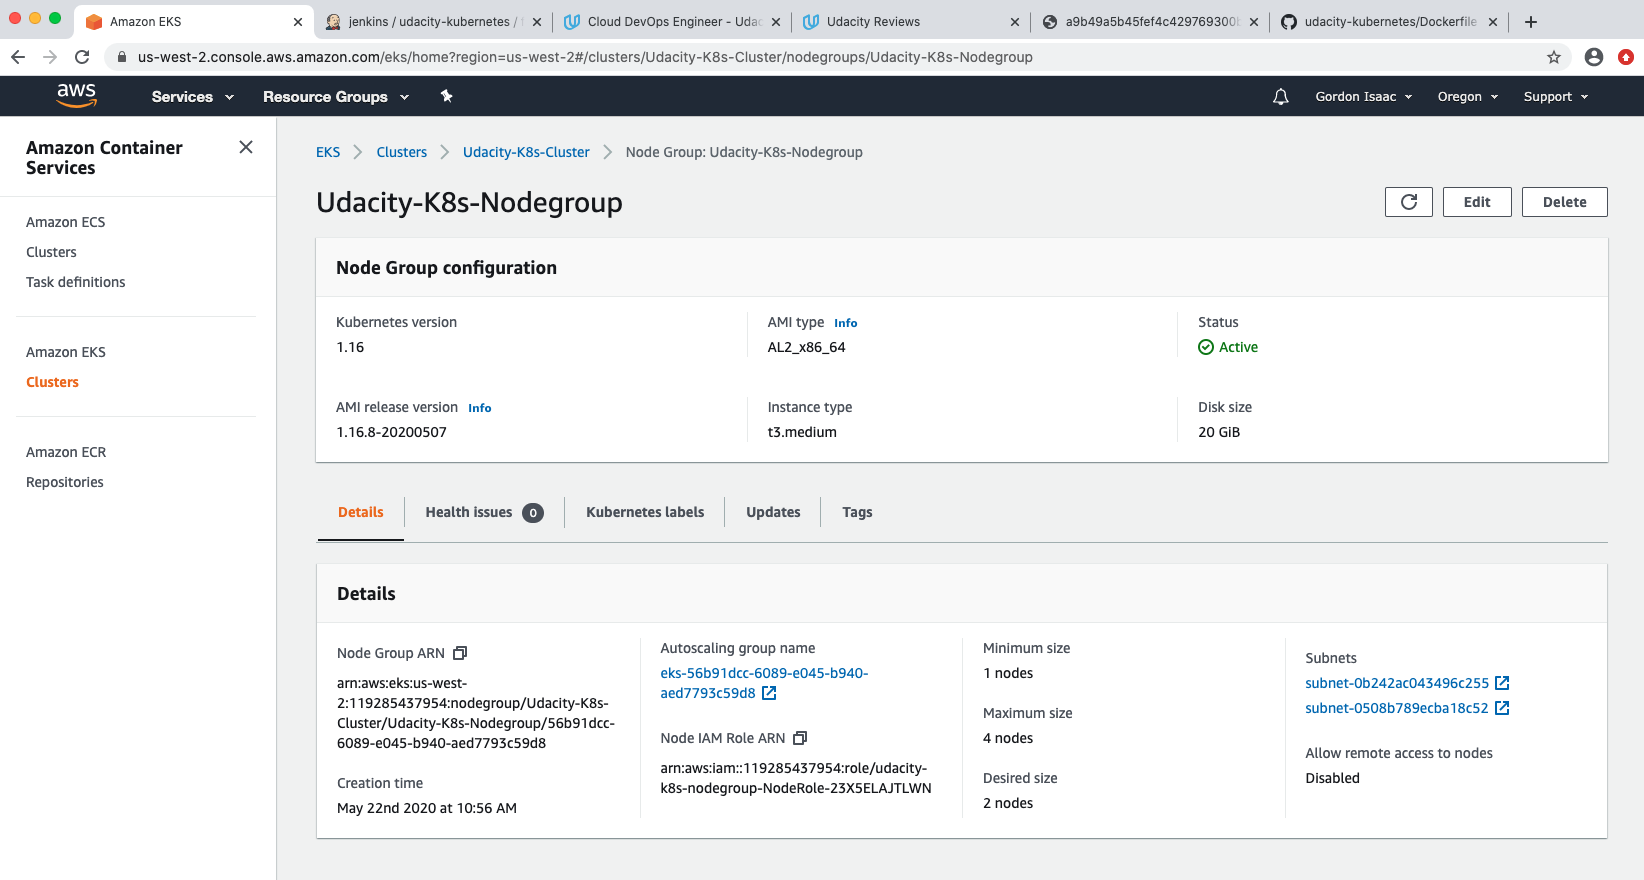 Amazon EKS
jenkins / udacity-kubernetes /
Cloud DevOps Engineer - Udac
Udacity Reviews
a9b49a5b45fef4c429769300b
udacity-kubernetes/Dockerfile
us-west-2.console.aws.amazon.com/eks/home?region=us-west-2#/clusters/Udacity-K8s-Cluster/nodegroups/Udacity-K8s-Nodegroup
aws
Services
Resource Groups
Gordon Isaac
Oregon
Support
Amazon Container
Services
Amazon ECS
Clusters
Task definitions
Amazon EKS
Clusters
Amazon ECR
Repositories
EKS
Clusters
Udacity-K8s-Cluster
Node Group: Udacity-K8s-Nodegroup
Udacity-K8s-Nodegroup
Edit
Delete
Node Group configuration
Kubernetes version
1.16
AMI type Info
AL2_x86_64
Status
Active
AMI release version Info
1.16.8-20200507
Instance type
t3.medium
Disk size
20 GiB
Details
Health issues 0
Kubernetes labels
Updates
Tags
Details
Node Group ARN
arn:aws:eks:us-west-
2:119285437954:nodegroup/Udacity-K8s-
Cluster/Udacity-K8s-Nodegroup/56b91dcc-
6089-e045-b940-aed7793c59d8
Creation time
May 22nd 2020 at 10:56 AM
Autoscaling group name
eks-56b91dcc-6089-e045-b940-
aed7793c59d8
Node IAM Role ARN
arn:aws:iam::119285437954:role/udacity-
k8s-nodegroup-NodeRole-23X5ELAJTLWN
Minimum size
1 nodes
Maximum size
4 nodes
Desired size
2 nodes
Subnets
subnet-0b242ac043496c255
subnet-0508b789ecba18c52
Allow remote access to nodes
Disabled